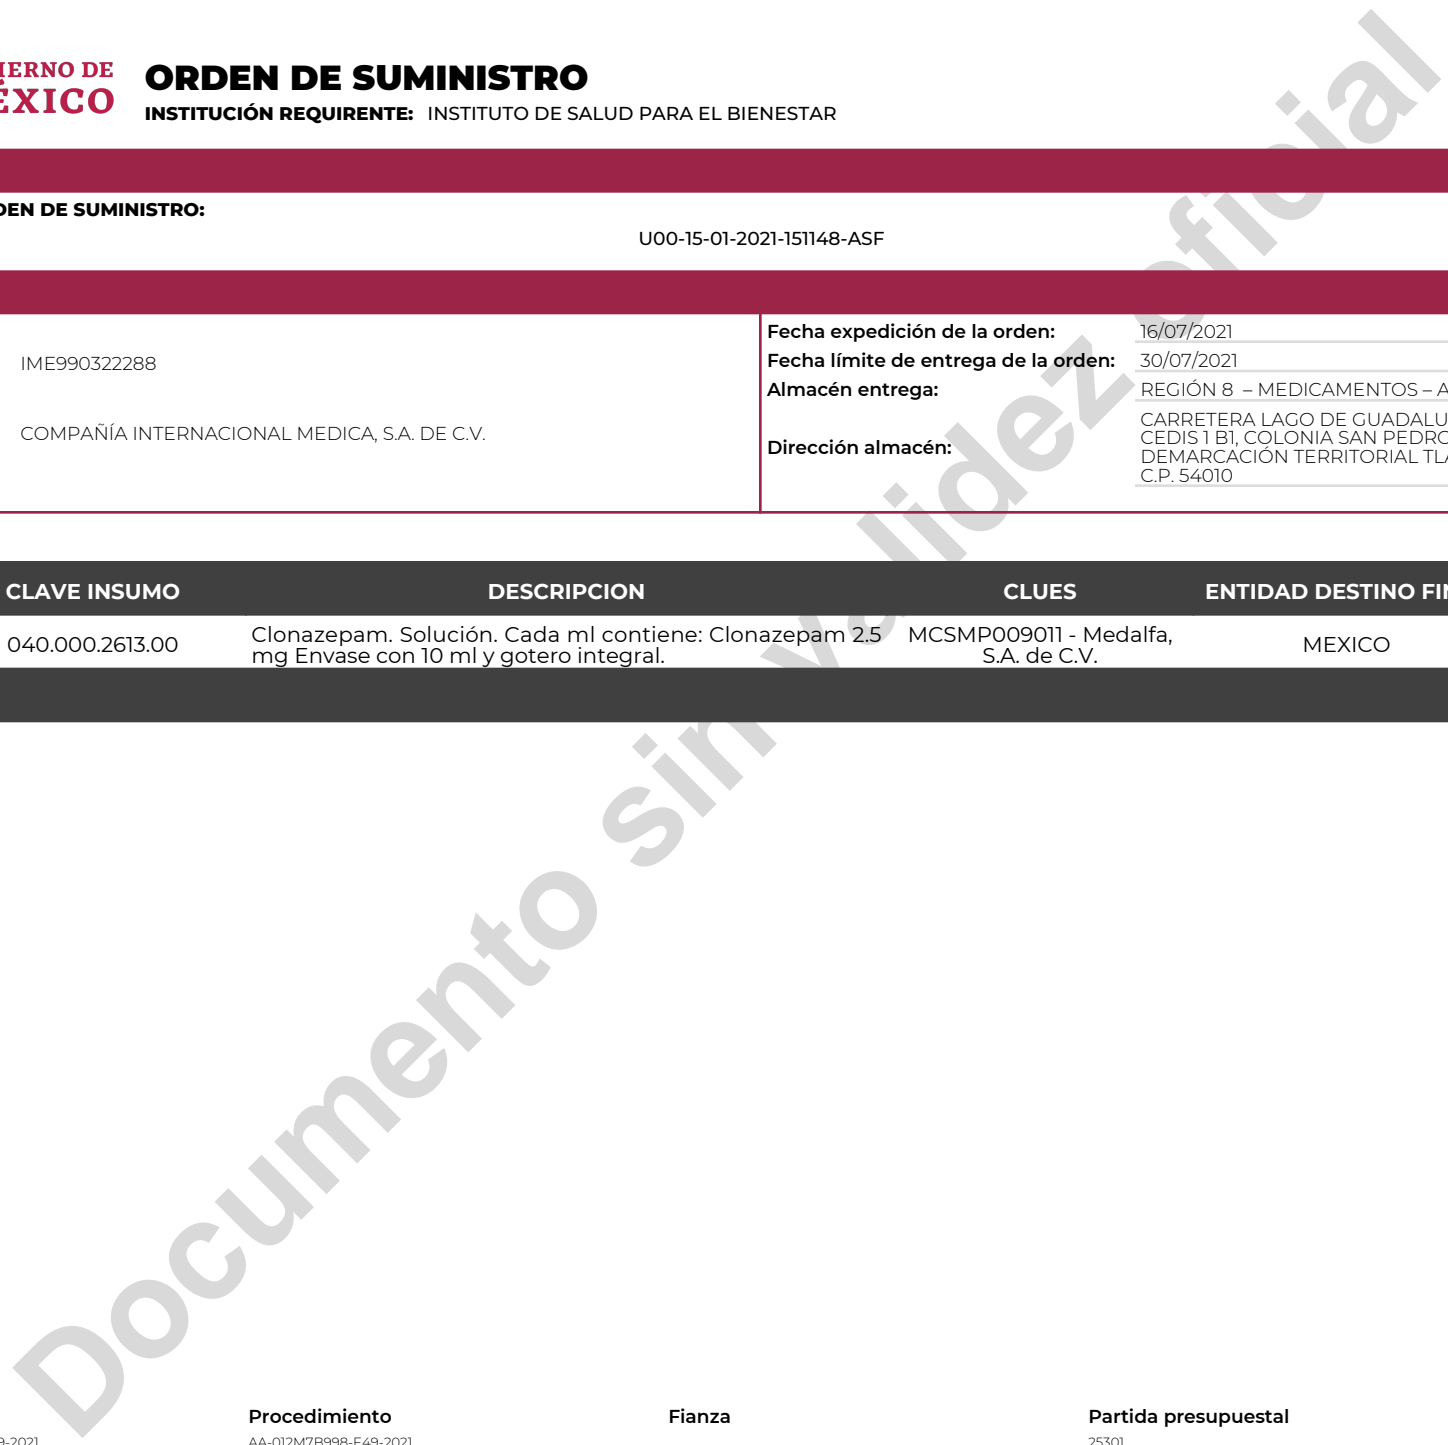 IERNO DE
ÉXICO
ORDEN DE SUMINISTRO
INSTITUCIÓN REQUIRENTE: INSTITUTO DE SALUD PARA EL BIENESTAR
DEN DE SUMINISTRO:
U00-15-01-2021-151148-ASF
IME990322288
COMPAÑÍA INTERNACIONAL MEDICA, S.A. DE C.V.
Fecha expedición de la orden: 16/07/2021
Fecha límite de entrega de la orden: 30/07/2021
Almacén entrega: REGIÓN 8 – MEDICAMENTOS – A
Dirección almacén:
CARRETERA LAGO DE GUADALU
CEDIS 1 B1, COLONIA SAN PEDRO
DEMARCACIÓN TERRITORIAL TLA
C.P. 54010
CLAVE INSUMO DESCRIPCION CLUES ENTIDAD DESTINO FIN
040.000.2613.00
Clonazepam. Solución. Cada ml contiene: Clonazepam 2.5
mg Envase con 10 ml y gotero integral.
MCSMP009011 - Medalfa,
S.A. de C.V.
MEXICO
Documento sin validez oficial
Procedimiento Fianza Partida presupuestal
9-2021 AA-012M7B998-E49-2021 25301